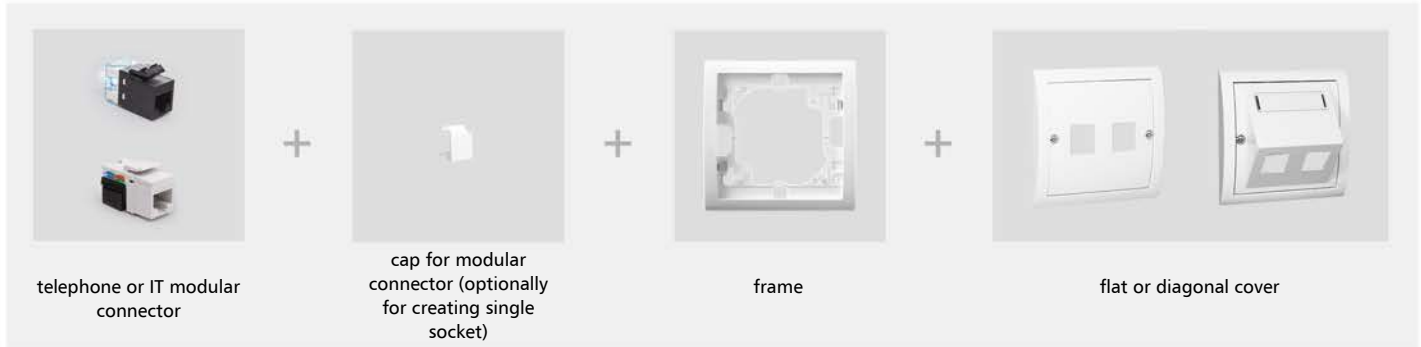 telephone or IT modular
connector
cap for modular
connector (optionally
for creating single
socket)
frame
flat or diagonal cover